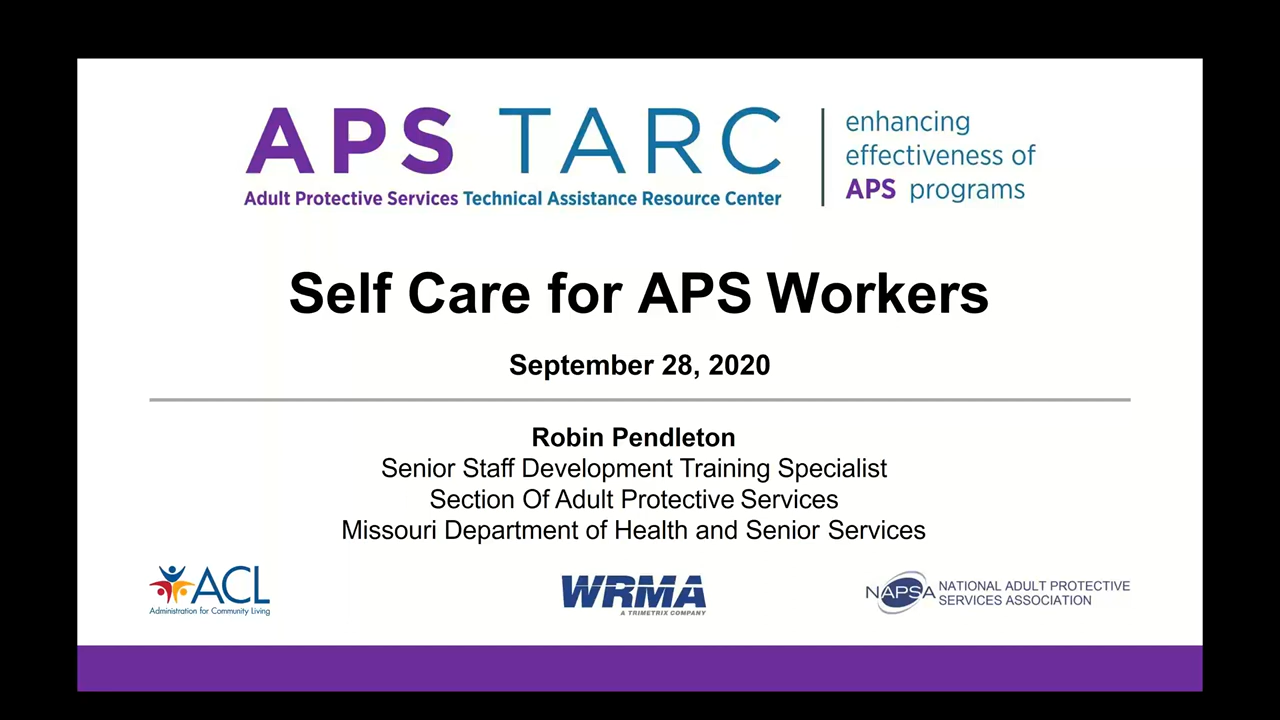 APS TARC
Adult Protective Services Technical Assistance Resource Center
enhancing
effectiveness of
APS programs
Self Care for APS Workers
September 28, 2020
Robin Pendleton
Senior Staff Development Training Specialist
Section Of Adult Protective Services
Missouri Department of Health and Senior Services
ACL
Administration for Community Living
WRMA
A TRIMETRIX COMPANY
NAPSA
NATIONAL ADULT PROTECTIVE
SERVICES ASSOCIATION